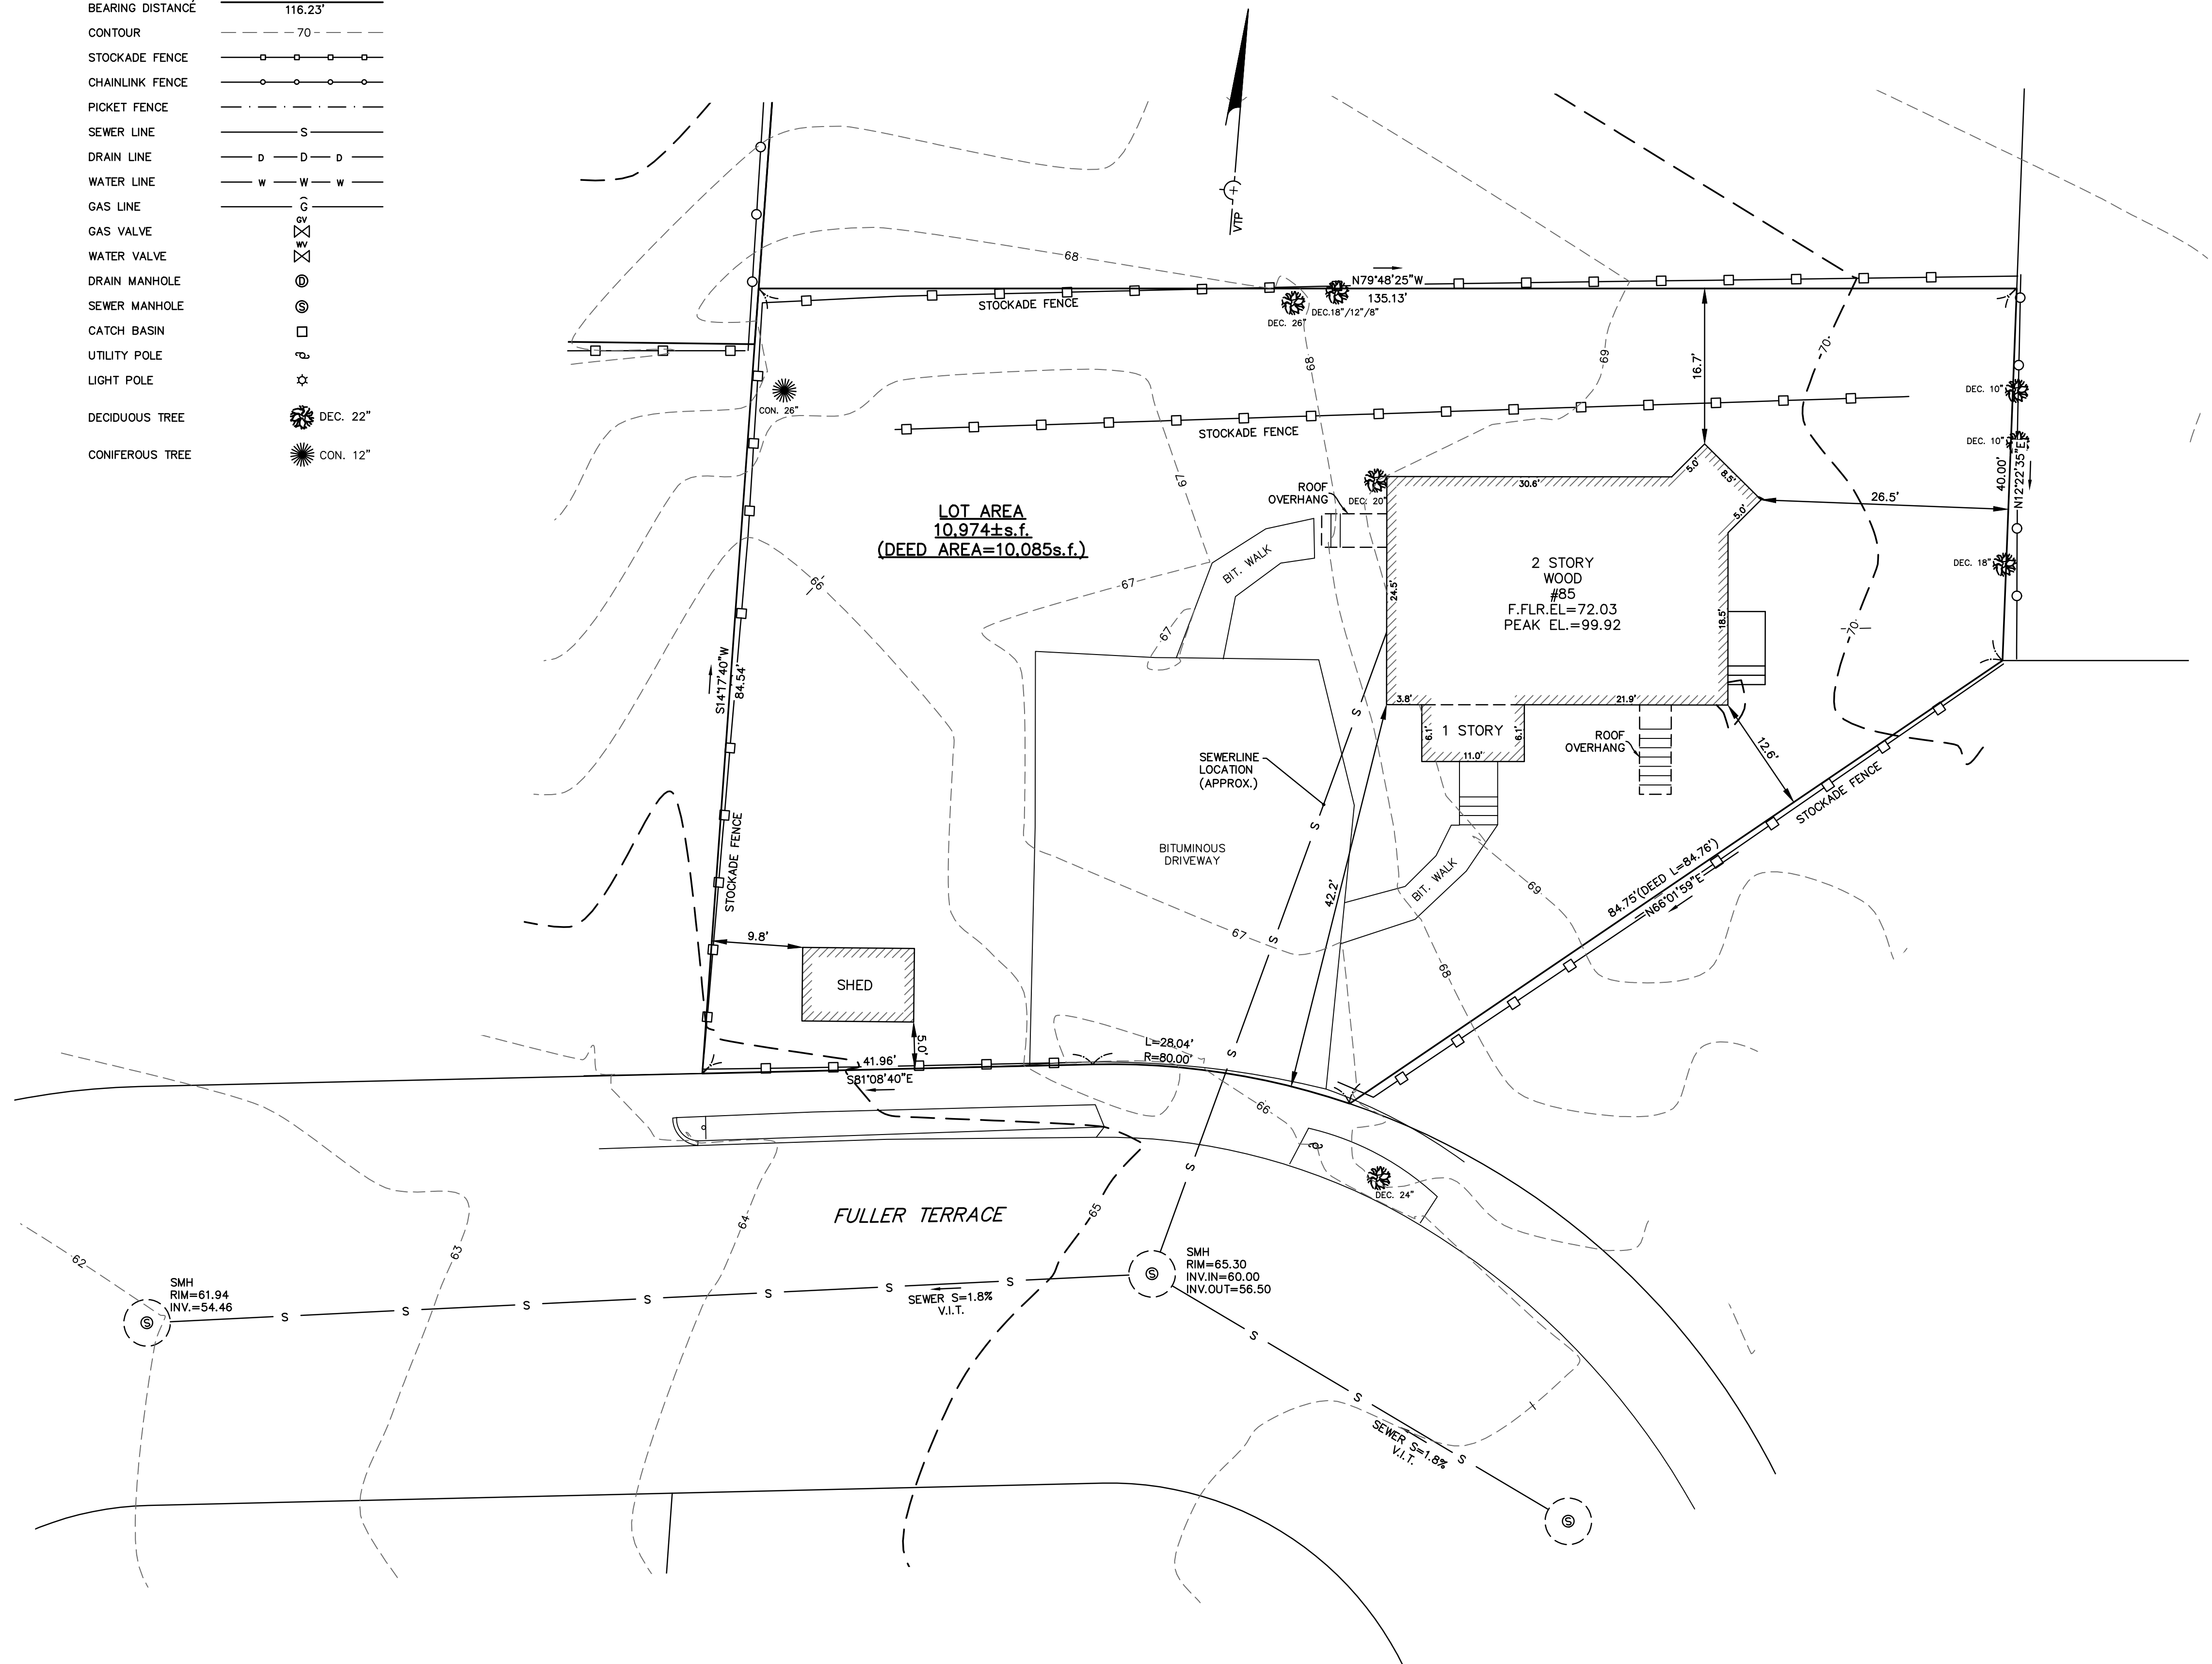 BEARING DISTANCE
116.23'
CONTOUR
70
STOCKADE FENCE
CHAINLINK FENCE
PICKET FENCE
SEWER LINE
S
DRAIN LINE
D D D
WATER LINE
W W W
GAS LINE
G
GAS VALVE
GV
WATER VALVE
WV
DRAIN MANHOLE
D
SEWER MANHOLE
S
CATCH BASIN
UTILITY POLE
LIGHT POLE
DECIDUOUS TREE
DEC. 22"
CONIFEROUS TREE
CON. 12"
VTP
68
N79°48'25"W
135.13'
STOCKADE FENCE
DEC. 26"
DEC.18"/12"/8"
68
69
70
16.7'
CON. 26"
DEC. 10"
DEC. 10"
STOCKADE FENCE
40.00'
N12°22'35"E
67
ROOF
OVERHANG
DEC. 20"
30.6'
5.0'
8.5'
5.0'
26.5'
LOT AREA
10,974±s.f.
(DEED AREA=10,085s.f.)
BIT. WALK
66
67
67
24.5'
2 STORY
WOOD
#85
F.FLR.EL=72.03
PEAK EL.=99.92
18.5'
DEC. 18"
70
S14°17'40"W
84.54'
3.8'
21.9'
6.1'
1 STORY
6.1'
11.0'
ROOF
OVERHANG
12.6'
SEWERLINE
LOCATION
(APPROX.)
S
S
STOCKADE FENCE
BITUMINOUS
DRIVEWAY
STOCKADE FENCE
42.2'
BIT. WALK
69
84.75'(DEED L=84.76')
N66°01'59"E
67
S
68
9.8'
SHED
5.0'
41.96'
S81°08'40"E
L=28.04'
R=80.00'
S
66
S
DEC. 24"
FULLER TERRACE
62
63
64
65
SMH
RIM=61.94
INV.=54.46
S
S S S S S S S
SEWER S=1.8%
V.I.T.
SMH
RIM=65.30
INV.IN=60.00
INV.OUT=56.50
S
S
S
S
SEWER S=1.8%
V.I.T.
S